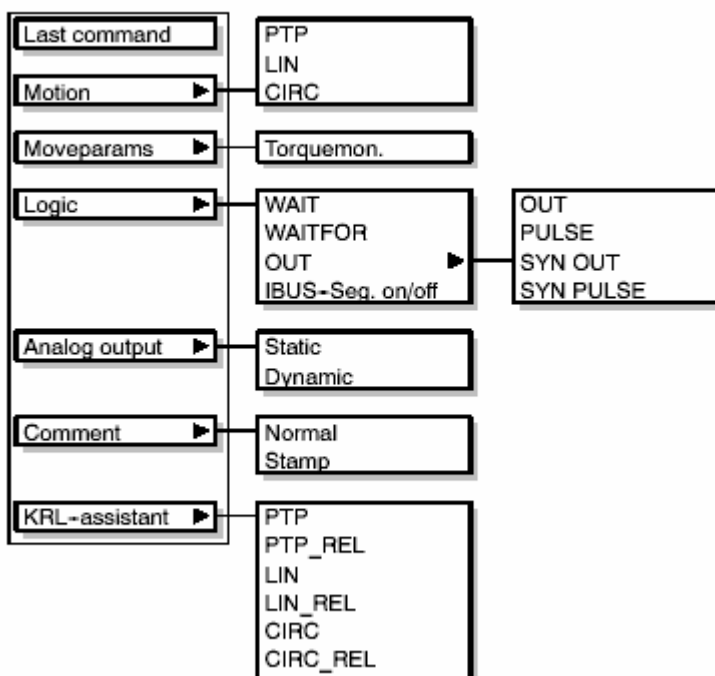 Last command
Motion
PTP
LIN
CIRC
Moveparams
Torquemon.
Logic
WAIT
WAITFOR
OUT
IBUS-Seg. on/off
OUT
PULSE
SYN OUT
SYN PULSE
Analog output
Static
Dynamic
Comment
Normal
Stamp
KRL-assistant
PTP
PTP_REL
LIN
LIN_REL
CIRC
CIRC_REL